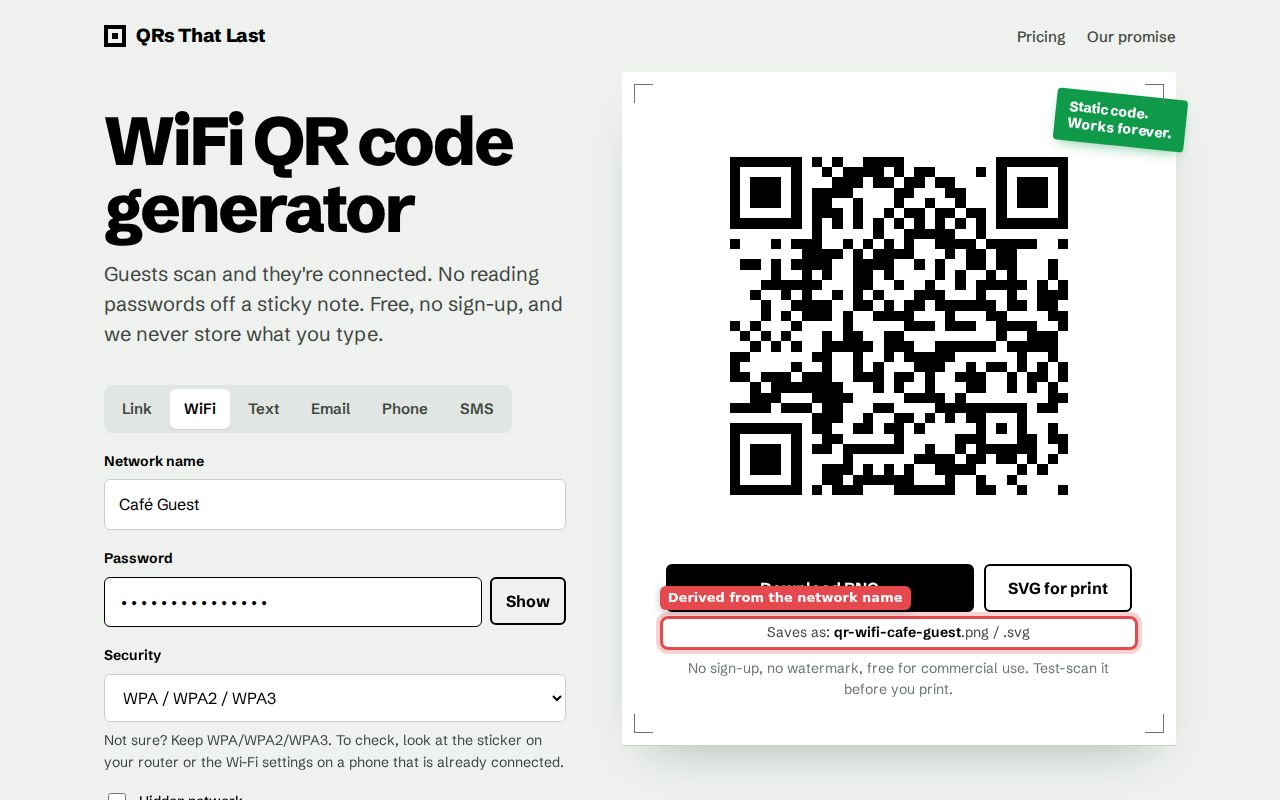 QRs That Last
Pricing
Our promise
WiFi QR code
generator
Guests scan and they're connected. No reading
passwords off a sticky note. Free, no sign-up, and
we never store what you type.
Link
WiFi
Text
Email
Phone
SMS
Network name
Café Guest
Password
•••••••••••••••
Show
Security
WPA / WPA2 / WPA3
Not sure? Keep WPA/WPA2/WPA3. To check, look at the sticker on
your router or the Wi-Fi settings on a phone that is already connected.
Hidden network
Static code.
Works forever.
Download PNG
SVG for print
Derived from the network name
Saves as: qr-wifi-cafe-guest.png / .svg
No sign-up, no watermark, free for commercial use. Test-scan it
before you print.